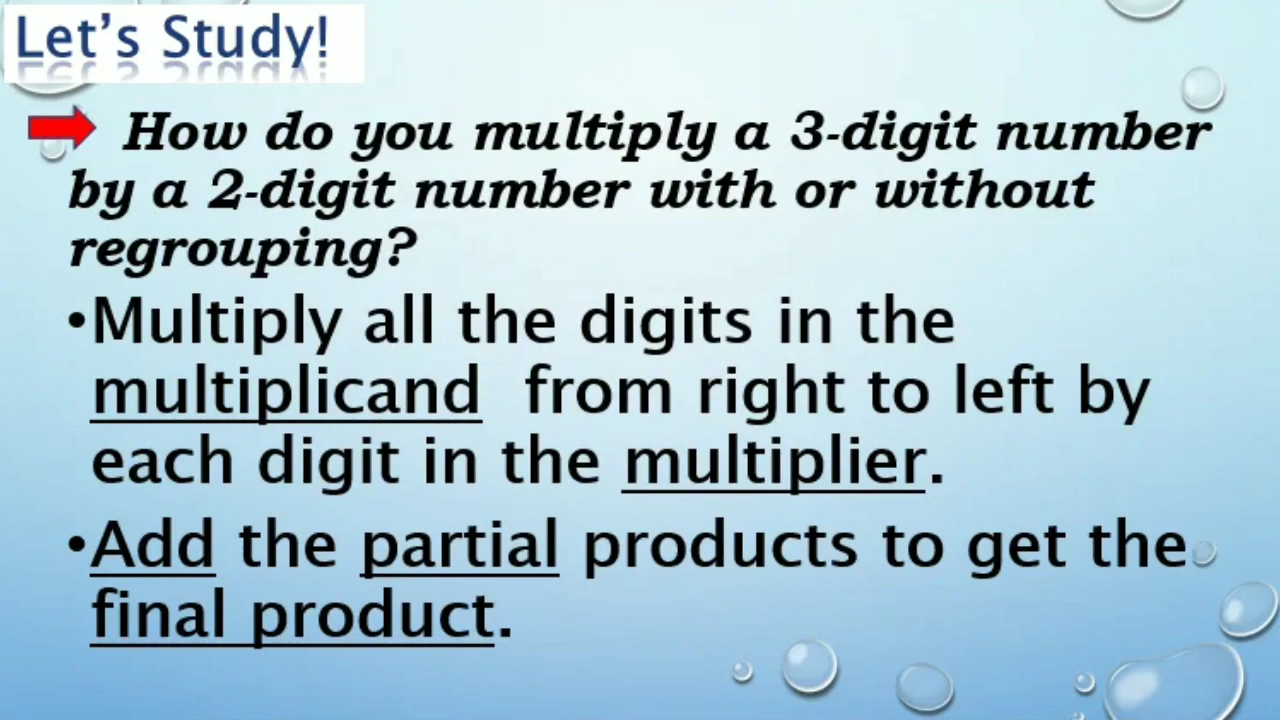 Let's Study!
How do you multiply a 3-digit number
by a 2-digit number with or without
regrouping?
•Multiply all the digits in the
multiplicand from right to left by
each digit in the multiplier.
•Add the partial products to get the
final product.